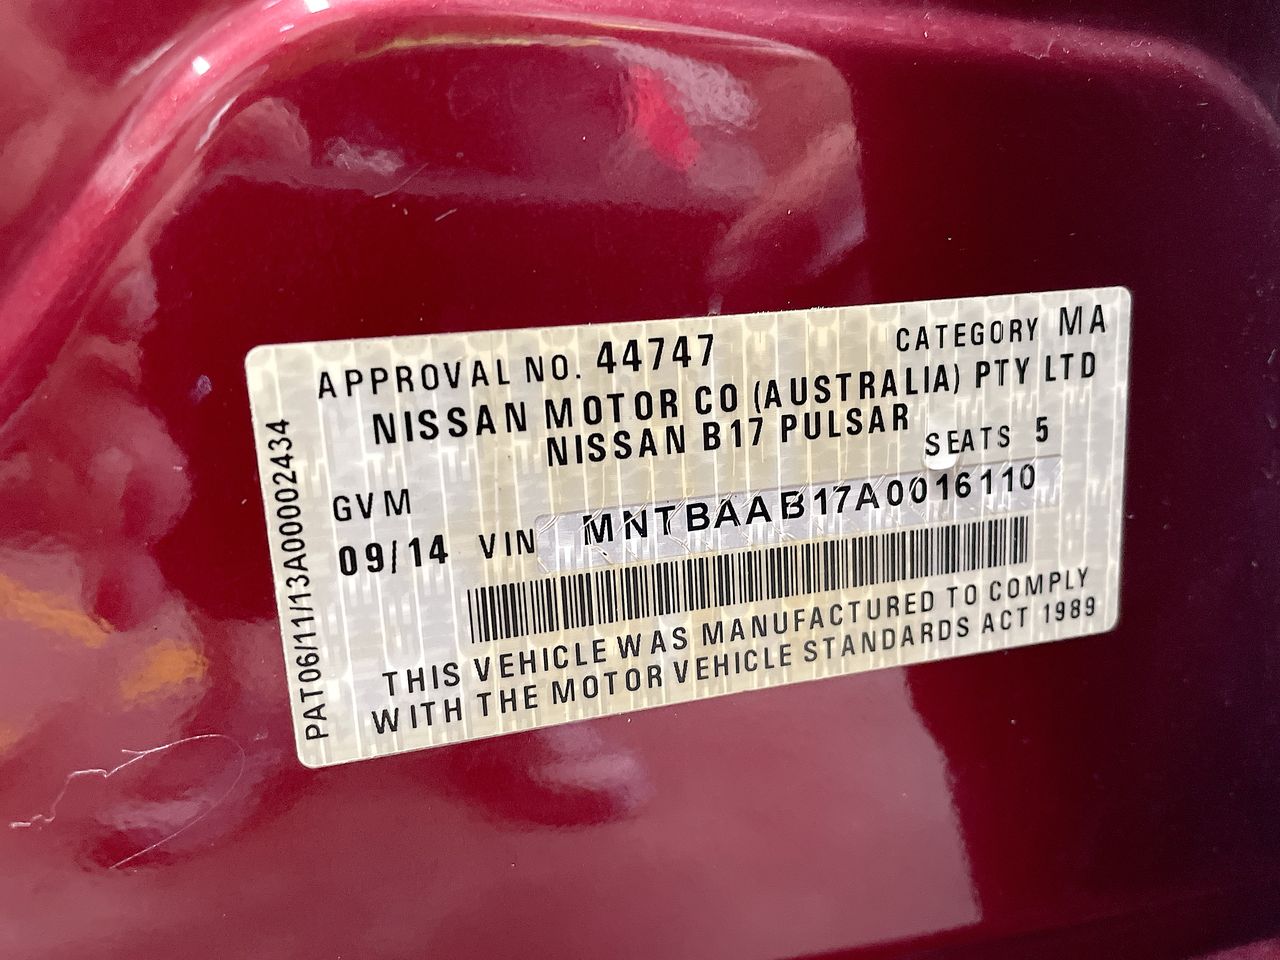 APPROVAL NO. 44747 CATEGORY MA
NISSAN MOTOR CO (AUSTRALIA) PTY LTD
NISSAN B17 PULSAR
SEATS 5
GVM
09/14 VIN MNTBAAB17A0016110
THIS VEHICLE WAS MANUFACTURED TO COMPLY
WITH THE MOTOR VEHICLE STANDARDS ACT 1989
PAT06/11/13A00002434